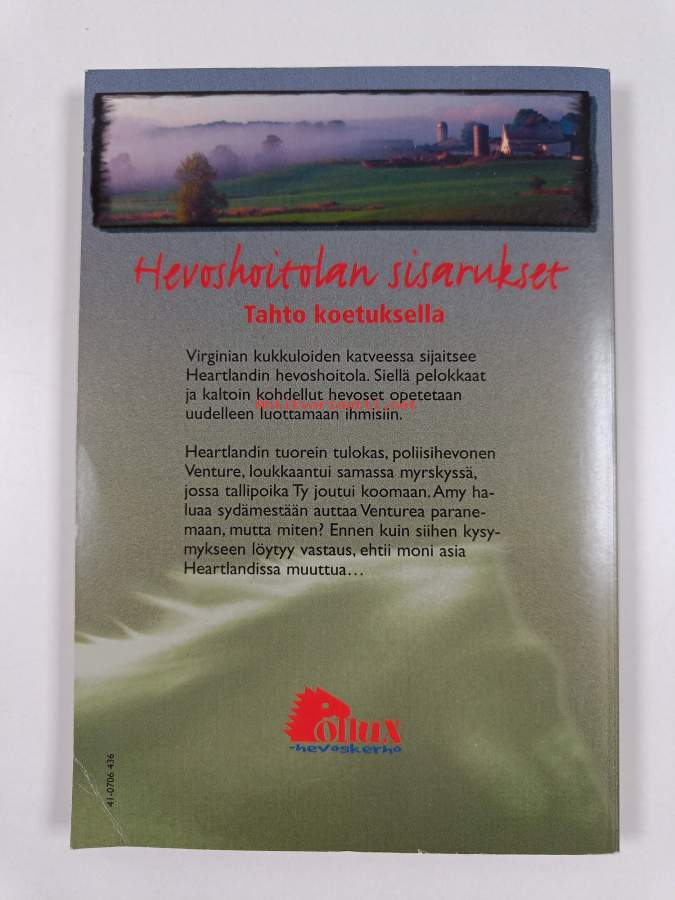 Hevoshoitolan sisarukset
Tahto koetuksella
Virginian kukkuloiden katveessa sijaitsee
Heartlandin hevoshoitola. Siellä pelokkaat
ja kaltoin kohdellut hevoset opetetaan
Antikvariaatti.net
uudelleen luottamaan ihmisiin.
Heartlandin tuorein tulokas, poliisihevonen
Venture, loukkaantui samassa myrskyssä,
jossa tallipoika Ty joutui koomaan. Amy ha-
luaa sydämestään auttaa Venturea parane-
maan, mutta miten? Ennen kuin siihen kysy-
mykseen löytyy vastaus, ehtii moni asia
Heartlandissa muuttua...
Pollux
-hevoskerho
41-0706 436